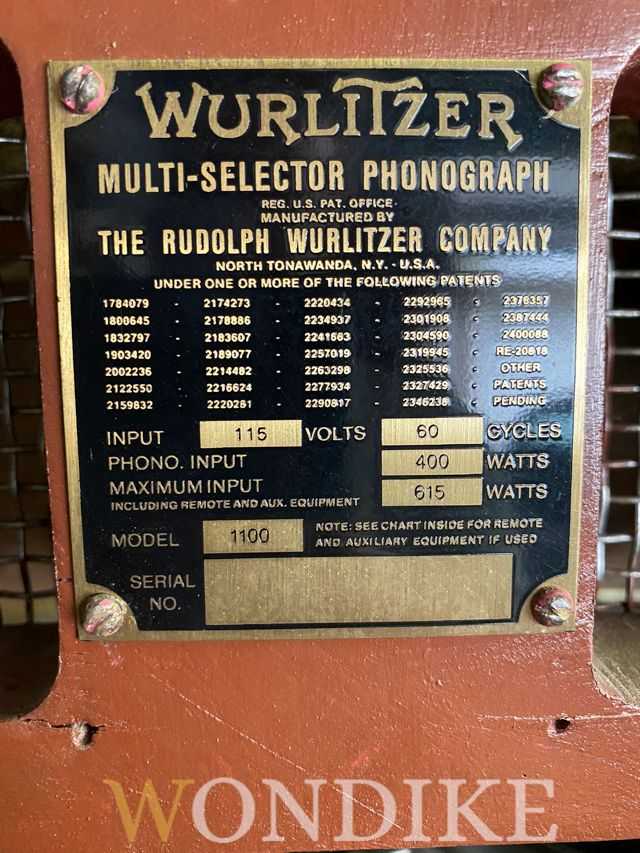 WURLITZER
MULTI-SELECTOR PHONOGRAPH
REG. U.S. PAT. OFFICE
MANUFACTURED BY
THE RUDOLPH WURLITZER COMPANY
NORTH TONAWANDA, N.Y. - U.S.A.
UNDER ONE OR MORE OF THE FOLLOWING PATENTS
1784079 - 2174273 - 2220434 - 2292965 - 2376357
1800645 - 2178886 - 2234937 - 2301908 - 2387444
1832797 - 2183607 - 2241663 - 2304590 - 2400088
1903420 - 2189077 - 2257019 - 2319945 - RE-20818
2002236 - 2214482 - 2263298 - 2325536 - OTHER
2122550 - 2216624 - 2277934 - 2327429 - PATENTS
2159832 - 2220281 - 2290817 - 2346238 - PENDING
INPUT 115 VOLTS 60 CYCLES
PHONO. INPUT 400 WATTS
MAXIMUM INPUT 615 WATTS
INCLUDING REMOTE AND AUX. EQUIPMENT
MODEL 1100 NOTE: SEE CHART INSIDE FOR REMOTE
AND AUXILIARY EQUIPMENT IF USED
SERIAL
NO.
WONDIKE